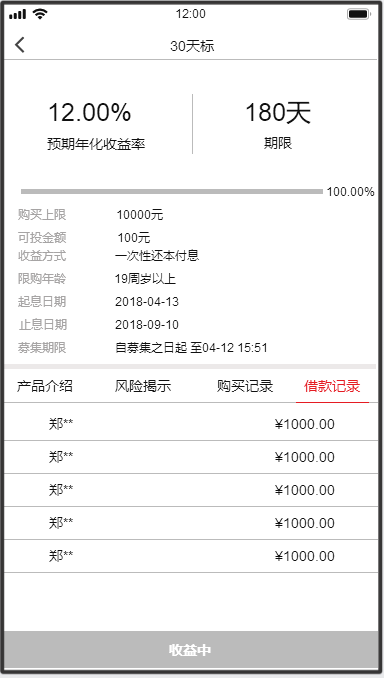 12:00
30天标
12.00% 180天
预期年化收益率 期限
100.00%
购买上限 10000元
可投金额 100元
收益方式 一次性还本付息
限购年龄 19周岁以上
起息日期 2018-04-13
止息日期 2018-09-10
募集期限 自募集之日起 至04-12 15:51
产品介绍 风险揭示 购买记录 借款记录
郑** ¥1000.00
郑** ¥1000.00
郑** ¥1000.00
郑** ¥1000.00
郑** ¥1000.00
收益中